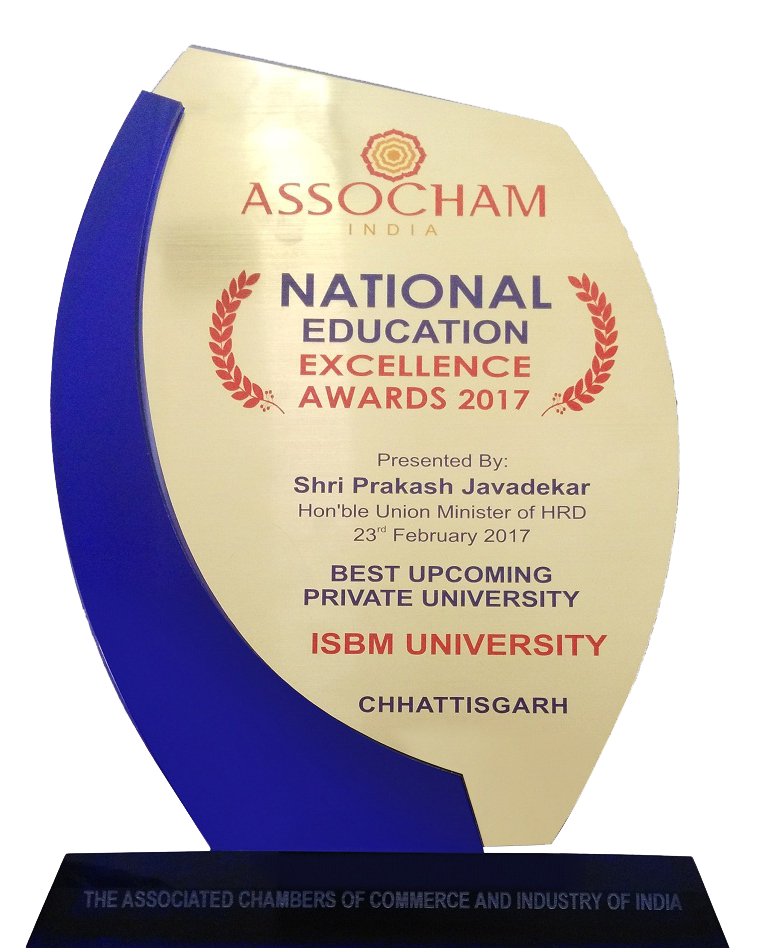 ASSOCHAM
INDIA
NATIONAL
EDUCATION
EXCELLENCE
AWARDS 2017
Presented By:
Shri Prakash Javadekar
Hon'ble Union Minister of HRD
23rd February 2017
BEST UPCOMING
PRIVATE UNIVERSITY
ISBM UNIVERSITY
CHHATTISGARH
THE ASSOCIATED CHAMBERS OF COMMERCE AND INDUSTRY OF INDIA